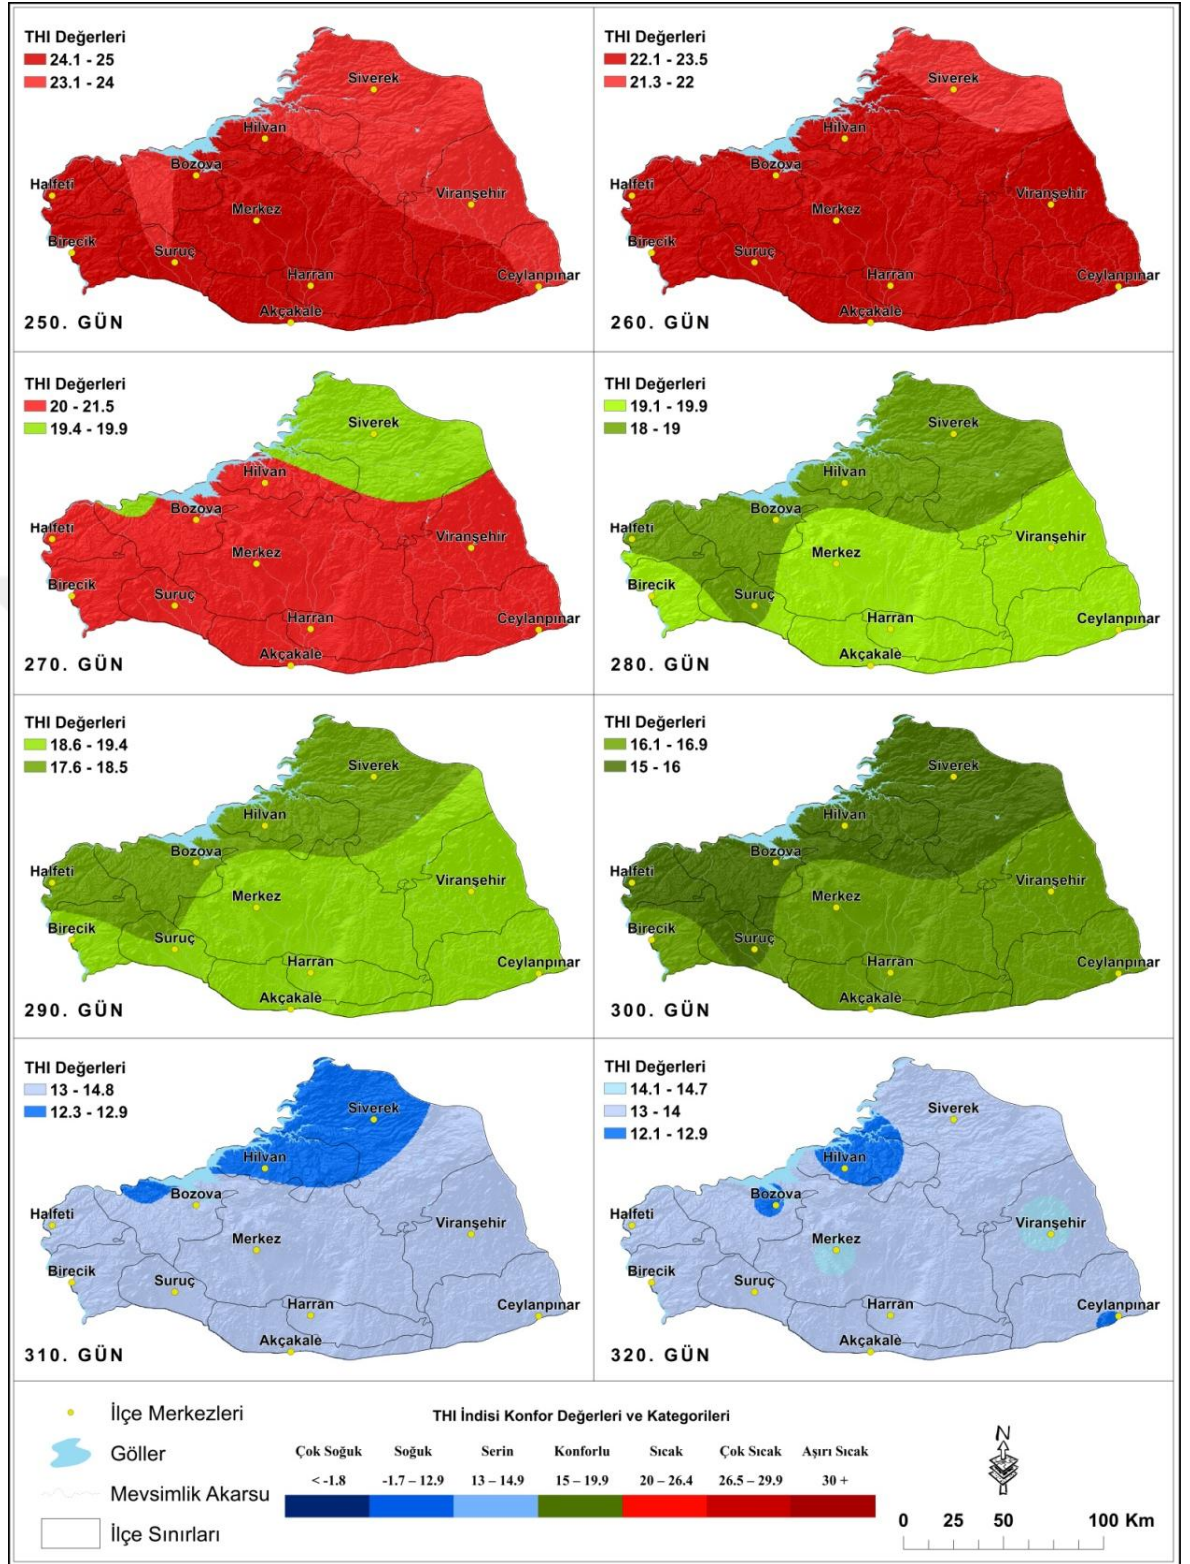 THI Değerleri
24.1 - 25
23.1 - 24
Siverek
Hilvan
Bozova
Halfeti
Viranşehir
Merkez
Birecik
Suruç
Harran
Ceylanpınar
Akçakale
250. GÜN
THI Değerleri
22.1 - 23.5
21.3 - 22
Siverek
Hilvan
Bozova
Halfeti
Viranşehir
Merkez
Birecik
Suruç
Harran
Ceylanpınar
Akçakale
260. GÜN
THI Değerleri
20 - 21.5
19.4 - 19.9
Siverek
Hilvan
Bozova
Halfeti
Viranşehir
Merkez
Birecik
Suruç
Harran
Ceylanpınar
Akçakale
270. GÜN
THI Değerleri
19.1 - 19.9
18 - 19
Siverek
Hilvan
Bozova
Halfeti
Viranşehir
Merkez
Birecik
Suruç
Harran
Ceylanpınar
Akçakale
280. GÜN
THI Değerleri
18.6 - 19.4
17.6 - 18.5
Siverek
Hilvan
Bozova
Halfeti
Viranşehir
Merkez
Birecik
Suruç
Harran
Ceylanpınar
Akçakale
290. GÜN
THI Değerleri
16.1 - 16.9
15 - 16
Siverek
Hilvan
Bozova
Halfeti
Viranşehir
Merkez
Birecik
Suruç
Harran
Ceylanpınar
Akçakale
300. GÜN
THI Değerleri
13 - 14.8
12.3 - 12.9
Siverek
Hilvan
Bozova
Halfeti
Viranşehir
Merkez
Birecik
Suruç
Harran
Ceylanpınar
Akçakale
310. GÜN
THI Değerleri
14.1 - 14.7
13 - 14
12.1 - 12.9
Siverek
Hilvan
Bozova
Halfeti
Viranşehir
Merkez
Birecik
Suruç
Harran
Ceylanpınar
Akçakale
320. GÜN
İlçe Merkezleri
Göller
Mevsimlik Akarsu
İlçe Sınırları
THI İndisi Konfor Değerleri ve Kategorileri
Çok Soğuk Soğuk Serin Konforlu Sıcak Çok Sıcak Aşırı Sıcak
< -1.8 -1.7 – 12.9 13 – 14.9 15 – 19.9 20 – 26.4 26.5 – 29.9 30 +
N
0 25 50 100 Km